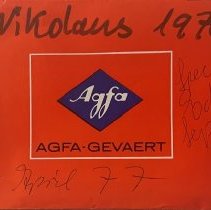 Nikolaus 197
Agfa
AGFA-GEVAERT
April 77